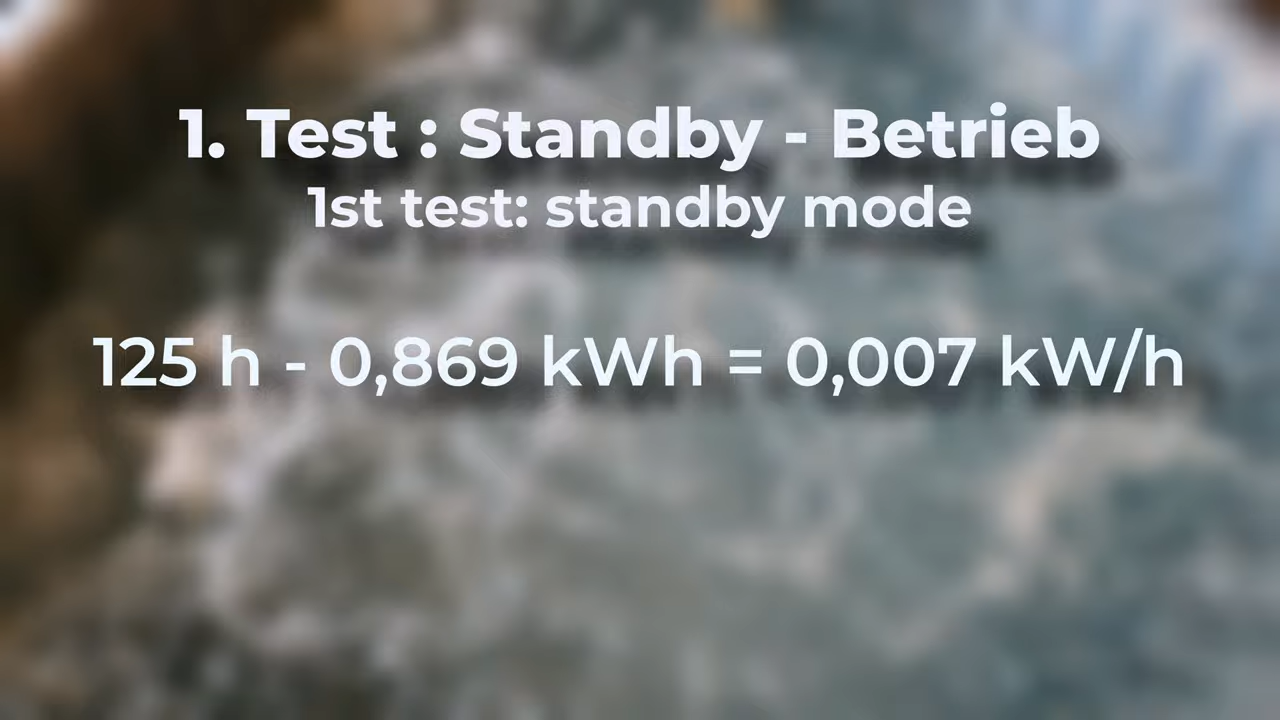 1. Test : Standby - Betrieb
1st test: standby mode
125 h - 0,869 kWh = 0,007 kW/h